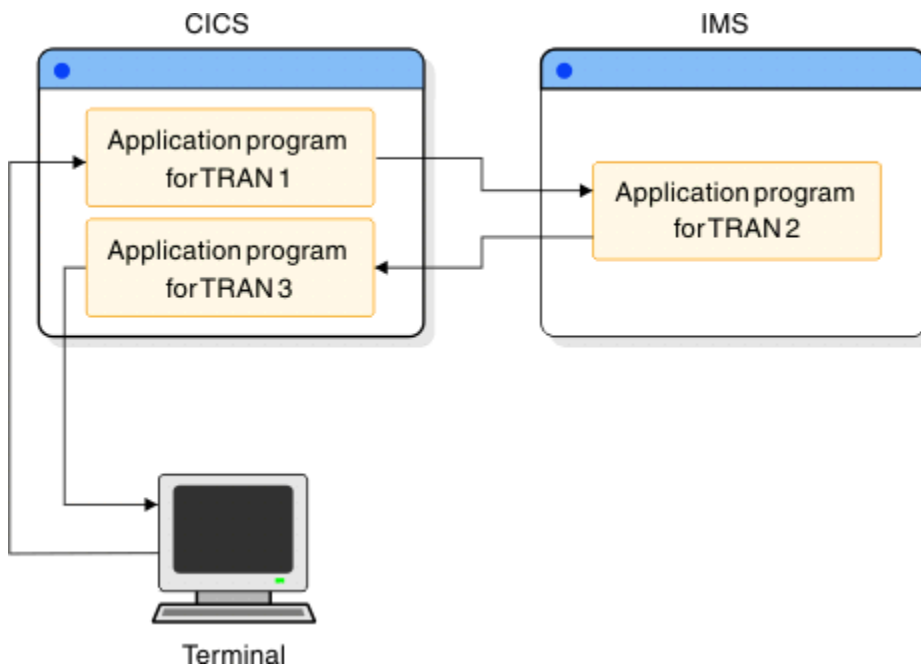 CICS
IMS
Application program
for TRAN 1
Application program
for TRAN 2
Application program
for TRAN 3
Terminal